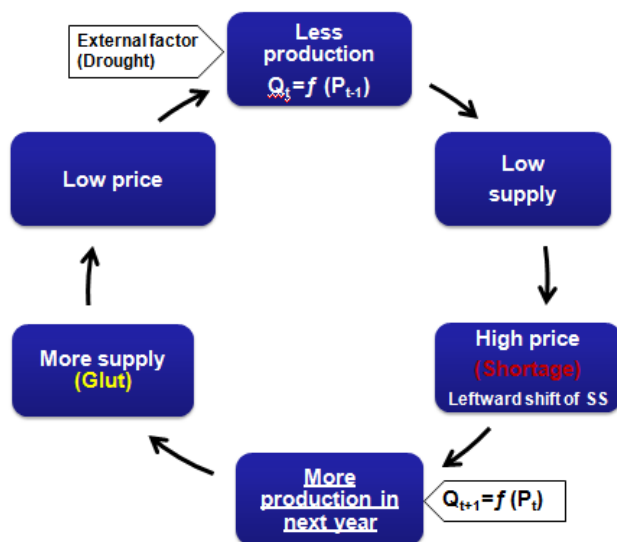 External factor
(Drought)
Less
production
Qt=ƒ (Pt-1)
Low
supply
High price
(Shortage)
Leftward shift of SS
Qt+1=ƒ (Pt)
More
production in
next year
More supply
(Glut)
Low price